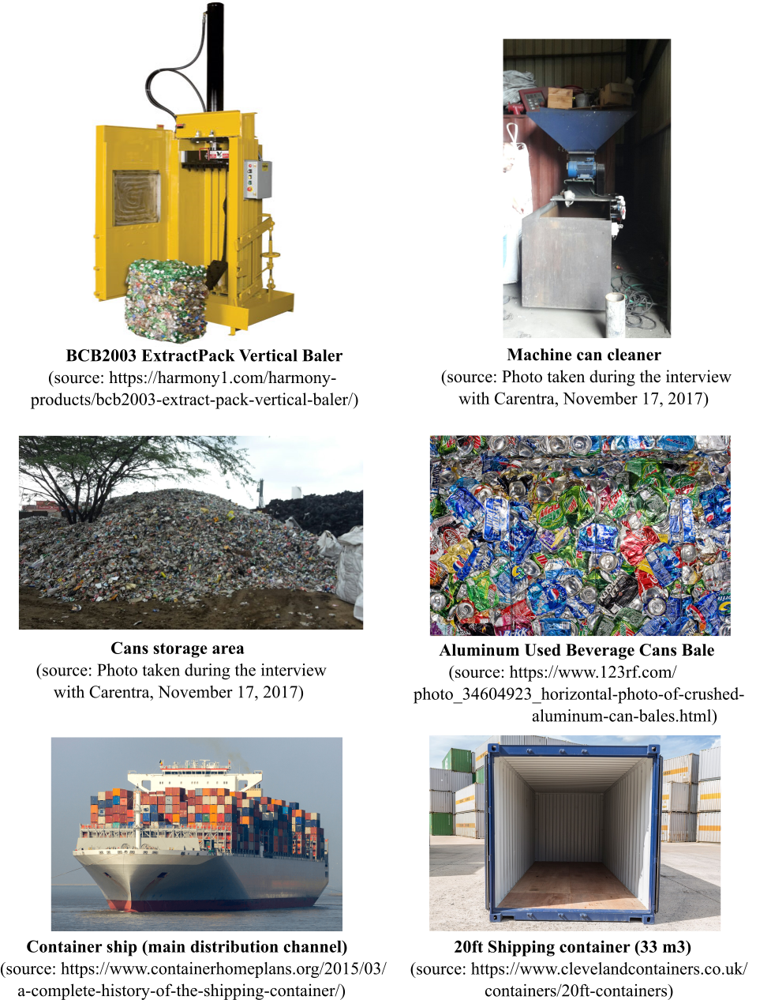 BCB2003 ExtractPack Vertical Baler
(source: https://harmony1.com/harmony-
products/bcb2003-extract-pack-vertical-baler/)
Machine can cleaner
(source: Photo taken during the interview
with Carentra, November 17, 2017)
Cans storage area
(source: Photo taken during the interview
with Carentra, November 17, 2017)
Aluminum Used Beverage Cans Bale
(source: https://www.123rf.com/
photo_34604923_horizontal-photo-of-crushed-
aluminum-can-bales.html)
Container ship (main distribution channel)
(source: https://www.containerhomeplans.org/2015/03/
a-complete-history-of-the-shipping-container/)
20ft Shipping container (33 m3)
(source: https://www.clevelandcontainers.co.uk/
containers/20ft-containers)